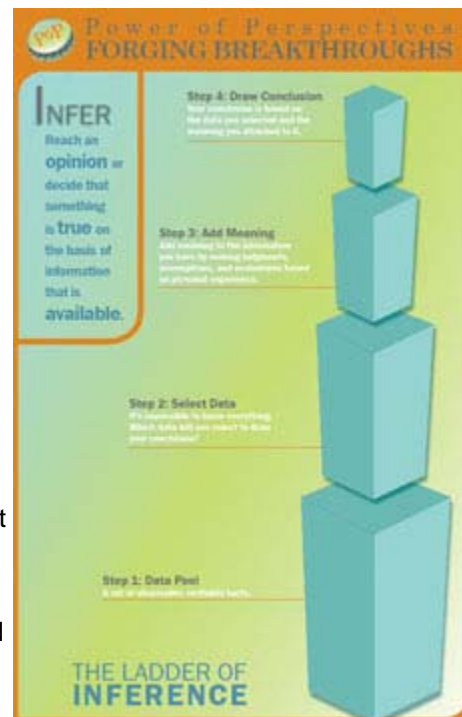 PoP
Power of Perspectives
FORGING BREAKTHROUGHS
INFER
Reach an
opinion or
decide that
something
is true on
the basis of
information
that is
available.
Step 4: Draw Conclusion
Your conclusion is based on
the data you selected and the
meaning you attached to it.
Step 3: Add Meaning
Add meaning to the information
you have by making judgments,
assumptions, and evaluations based
on personal experience.
Step 2: Select Data
It's impossible to know everything.
Which data will you select to draw
your conclusions?
Step 1: Data Pool
A set of observable, verifiable facts.
THE LADDER OF
INFERENCE